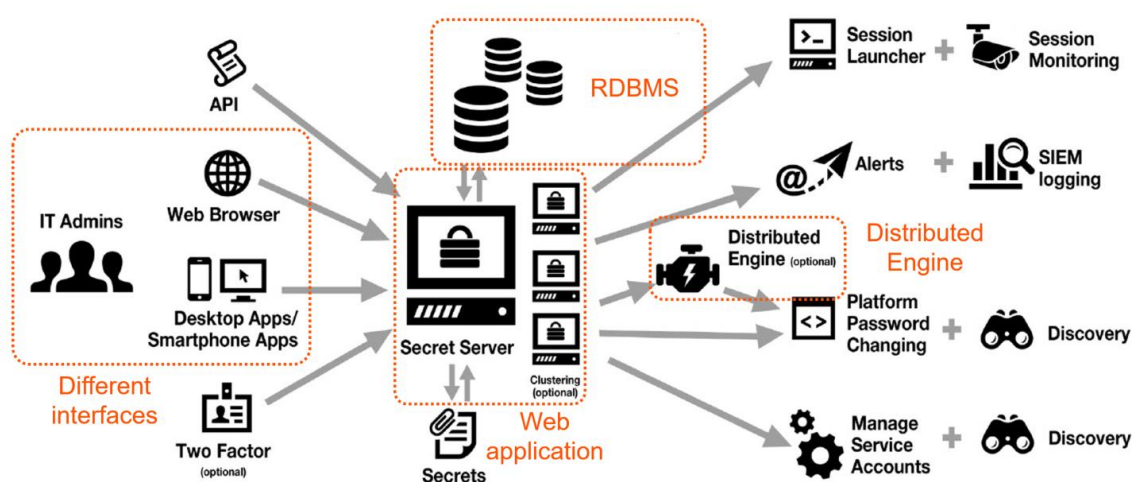 API
IT Admins
Web Browser
Desktop Apps/
Smartphone Apps
Different
interfaces
Two Factor
(optional)
RDBMS
Secret Server
Clustering
(optional)
Web
application
Secrets
>_
Session
Launcher
+
Session
Monitoring
@
Alerts
+
SIEM
logging
Distributed
Engine (optional)
Distributed
Engine
< >
Platform
Password
Changing
+
Discovery
Manage
Service
Accounts
+
Discovery